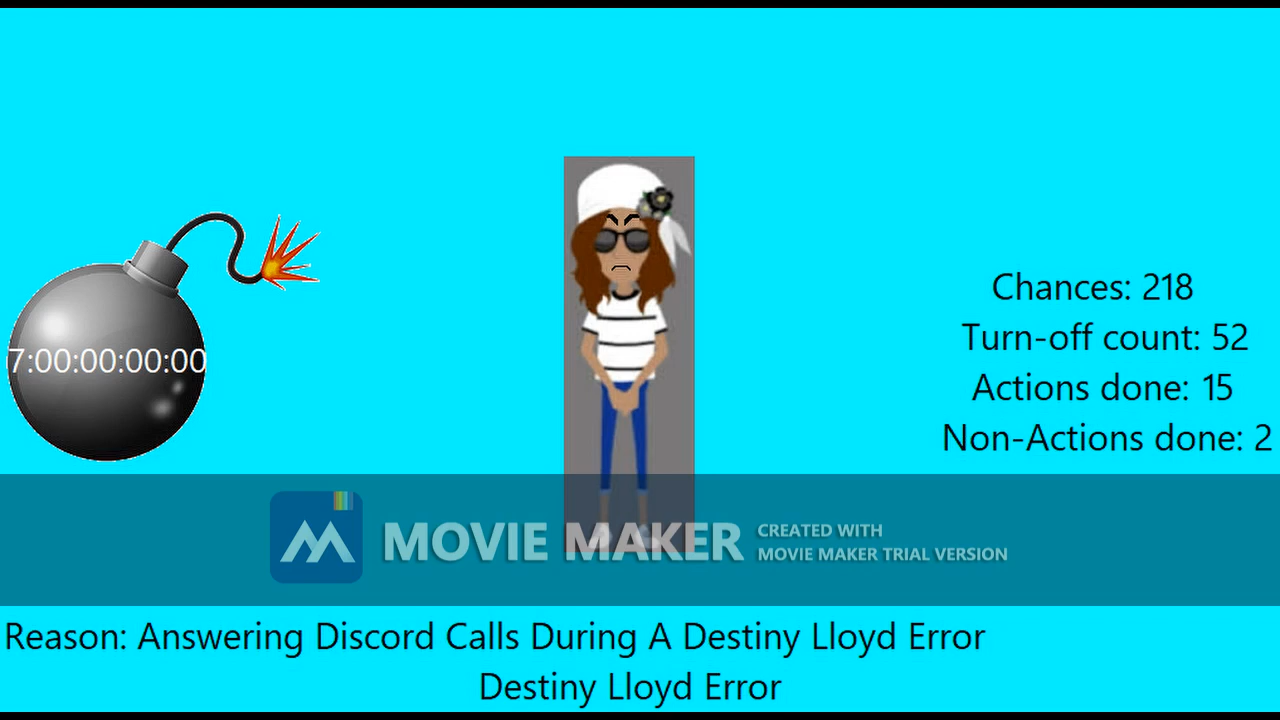 7:00:00:00:00
Chances: 218
Turn-off count: 52
Actions done: 15
Non-Actions done: 2
MOVIE MAKER
CREATED WITH
MOVIE MAKER TRIAL VERSION
Reason: Answering Discord Calls During A Destiny Lloyd Error
Destiny Lloyd Error